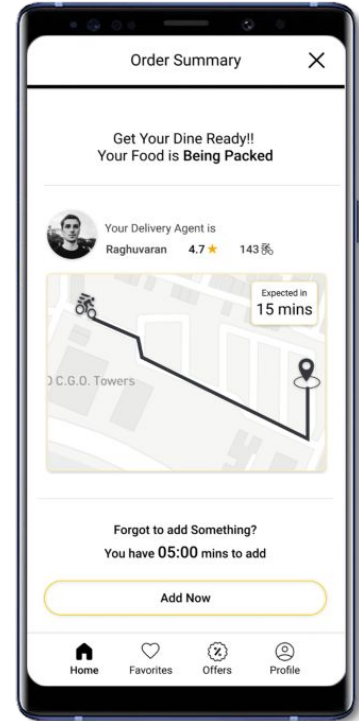 Order Summary
Get Your Dine Ready!!
Your Food is Being Packed
Your Delivery Agent is
Raghuvaran 4.7 143
Expected in
15 mins
C.G.O. Towers
Forgot to add Something?
You have 05:00 mins to add
Add Now
Home Favorites Offers Profile